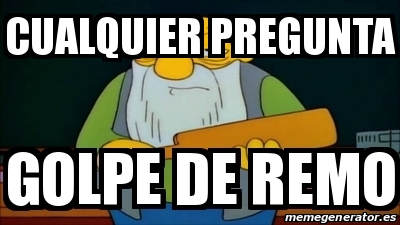 CUALQUIER PREGUNTA
GOLPE DE REMO
memegenerator.es